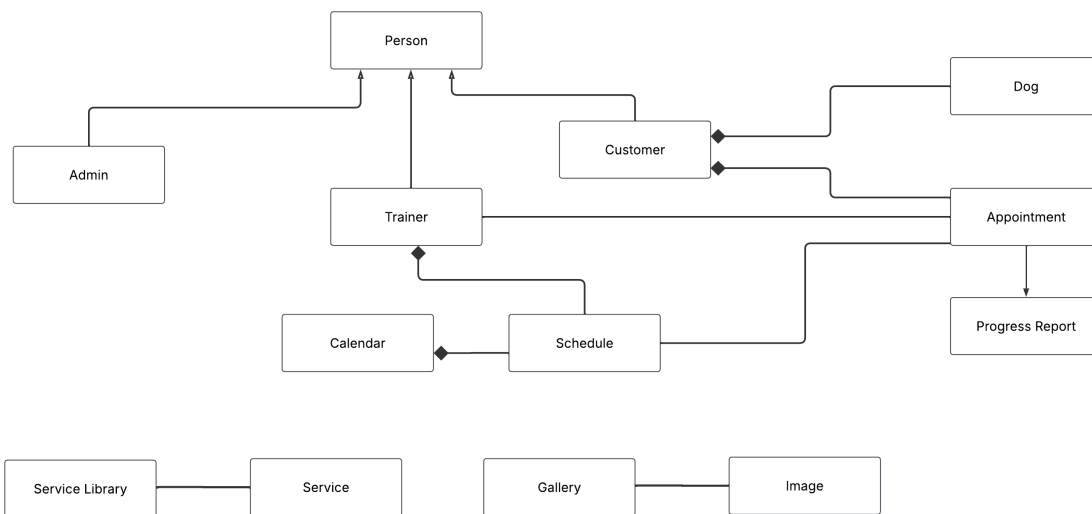 Person
Dog
Customer
Admin
Trainer
Appointment
Progress Report
Calendar
Schedule
Service Library
Service
Gallery
Image